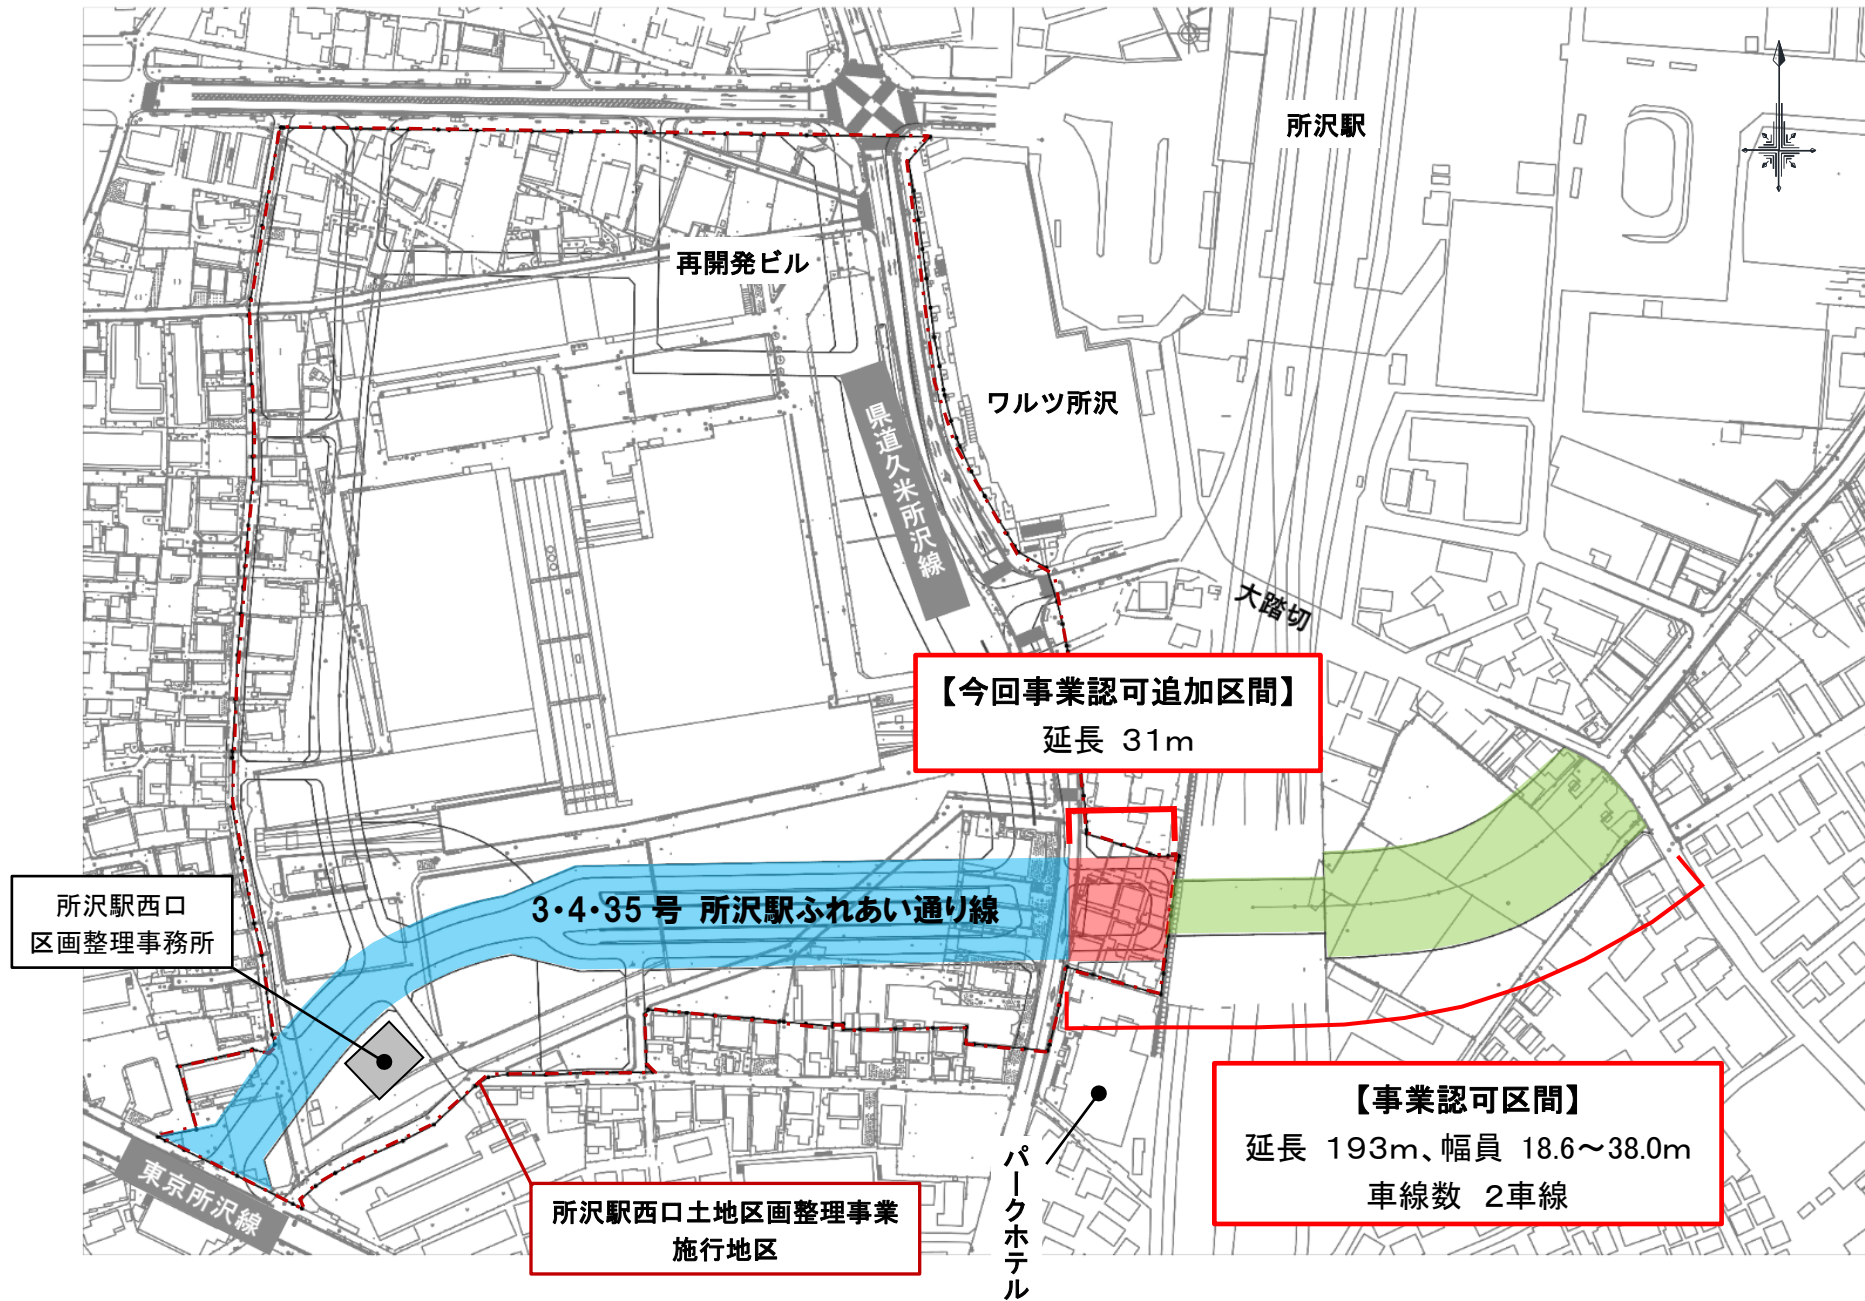 所沢駅
再開発ビル
ワルツ所沢
県道久米所沢線
大踏切
【今回事業認可追加区間】
延長 31m
3・4・35号 所沢駅ふれあい通り線
所沢駅西口
区画整理事務所
【事業認可区間】
延長 193m、幅員 18.6～38.0m
車線数 2車線
パークホテル
東京所沢線
所沢駅西口土地区画整理事業
施行地区